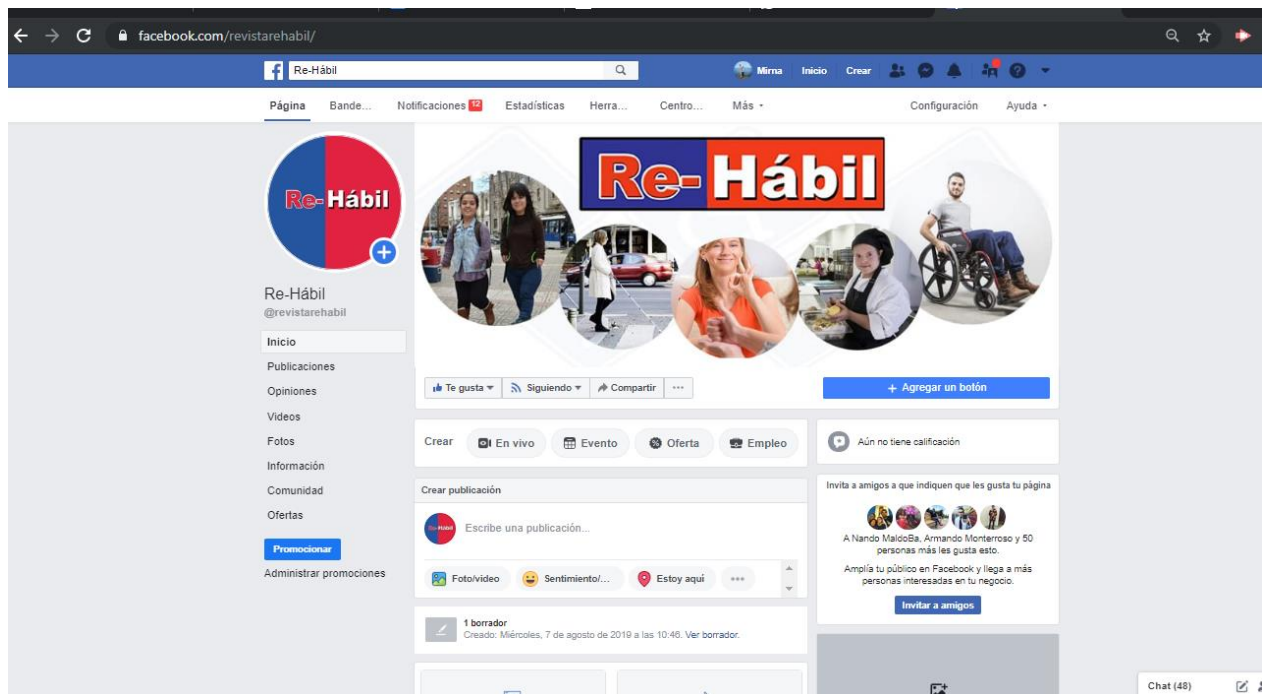 facebook.com/revistarehabil/
Re-Hábil
Mirna Inicio Crear
Página Bande... Notificaciones 12 Estadísticas Herra... Centro... Más Configuración Ayuda
Re-Hábil
Re-Hábil
Re-Hábil
@revistarehabil
Inicio
Publicaciones
Opiniones
Videos
Fotos
Información
Comunidad
Ofertas
Promocionar
Administrar promociones
Te gusta Siguiendo Compartir ...
+ Agregar un botón
Crear En vivo Evento Oferta Empleo
Aún no tiene calificación
Crear publicación
Re-Hábil
Escribe una publicación...
Foto/video Sentimiento/... Estoy aquí ...
1 borrador
Creado: Miércoles, 7 de agosto de 2019 a las 10:46. Ver borrador.
Invita a amigos a que indiquen que les gusta tu página
A Nando MaldoBa, Armando Monterroso y 50
personas más les gusta esto.
Amplía tu público en Facebook y llega a más
personas interesadas en tu negocio.
Invitar a amigos
Chat (48)